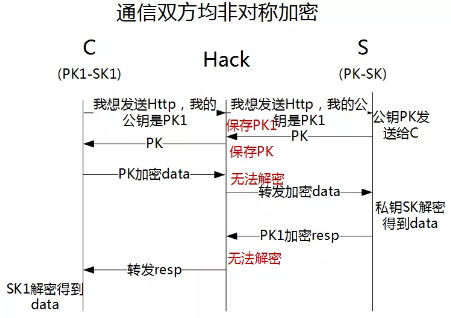 通信双方均非对称加密
C
(PK1-SK1)
Hack
S
(PK-SK)
我想发送Http，我的
公钥是PK1
我想发送Http，我的公
钥是PK1
保存PK1
公钥PK发
送给C
PK
PK
保存PK
PK加密data
无法解密
转发加密data
私钥SK解密
得到data
PK1加密resp
无法解密
转发resp
SK1解密得到
data